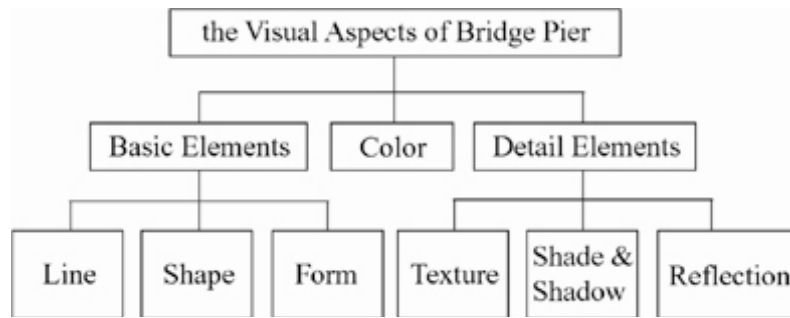 the Visual Aspects of Bridge Pier
Basic Elements
Color
Detail Elements
Line
Shape
Form
Texture
Shade &
Shadow
Reflection